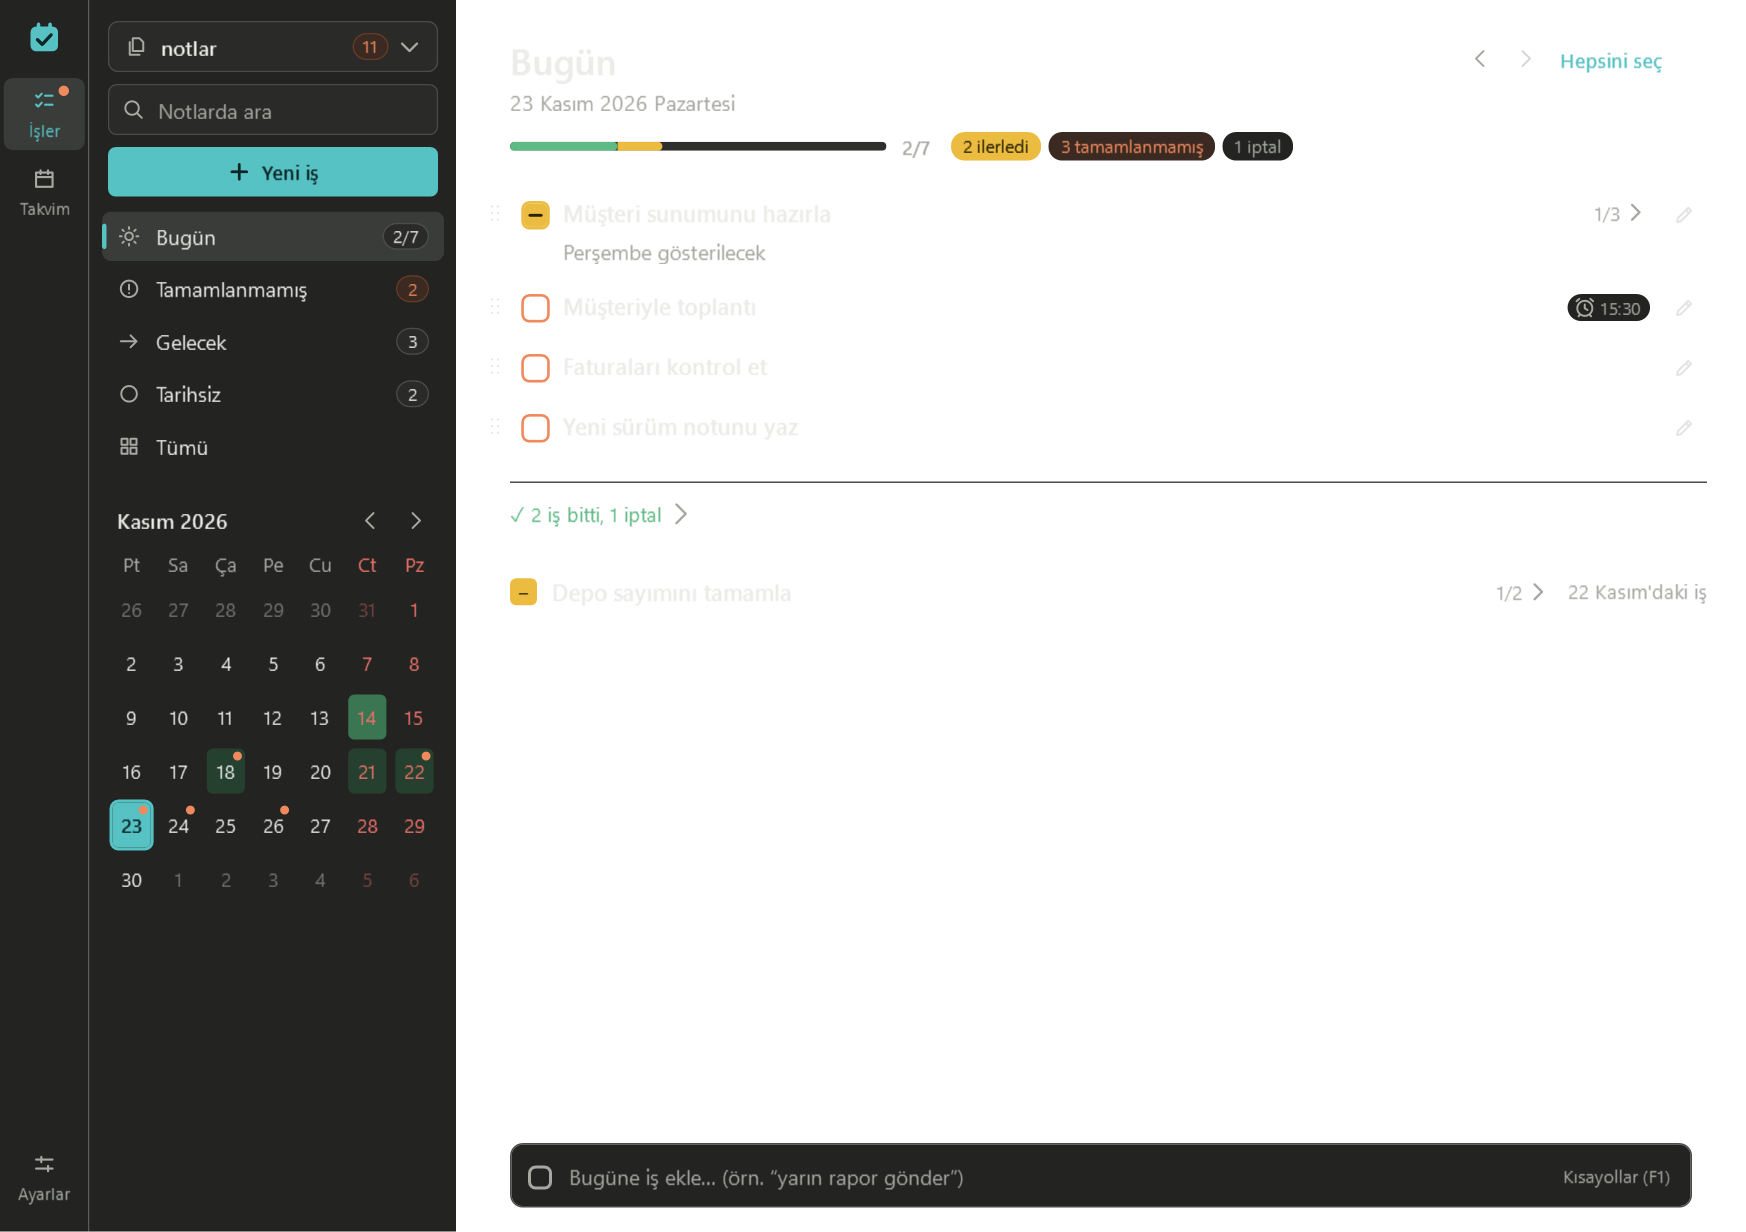 İşler
Takvim
Ayarlar
notlar 11
Notlarda ara
Yeni iş
Bugün 2/7
Tamamlanmamış 2
Gelecek 3
Tarihsiz 2
Tümü
Kasım 2026
Pt Sa Ça Pe Cu Ct Pz
26 27 28 29 30 31 1
2 3 4 5 6 7 8
9 10 11 12 13 14 15
16 17 18 19 20 21 22
23 24 25 26 27 28 29
30 1 2 3 4 5 6
Bugün
Hepsini seç
23 Kasım 2026 Pazartesi
2/7 2 ilerledi 3 tamamlanmamış 1 iptal
Müşteri sunumunu hazırla 1/3
Perşembe gösterilecek
Müşteriyle toplantı 15:30
Faturaları kontrol et
Yeni sürüm notunu yaz
✓ 2 iş bitti, 1 iptal
Depo sayımını tamamla 1/2 22 Kasım'daki iş
Bugüne iş ekle... (örn. “yarın rapor gönder”) Kısayollar (F1)